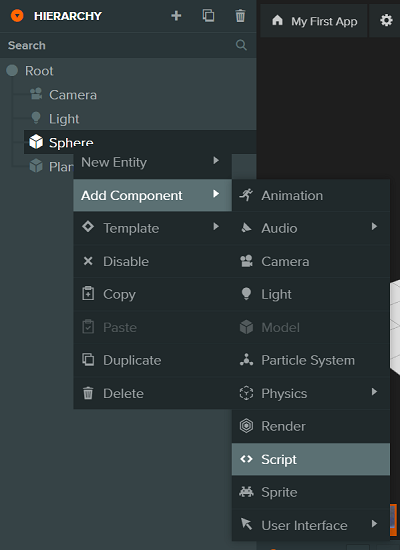 HIERARCHY
My First App
Search
Root
Camera
Light
Sphere
New Entity
Add Component
Animation
Template
Audio
Disable
Camera
Copy
Light
Paste
Model
Duplicate
Particle System
Delete
Physics
Render
Script
Sprite
User Interface